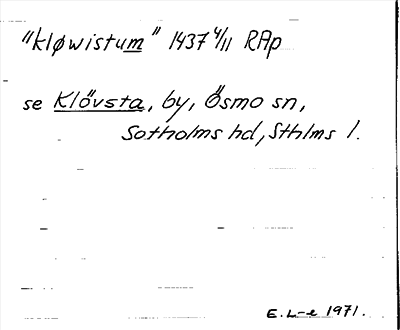 "kløwistum" 1437 4/11 RAp
se Klövsta, by, Ösmo sn,
Sotholms hd, Sthlms l.
E. L-e 1971.